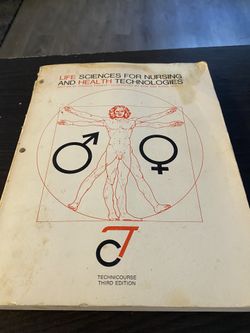 LIFE SCIENCES FOR NURSING
AND HEALTH TECHNOLOGIES
TECHNICOURSE
THIRD EDITION